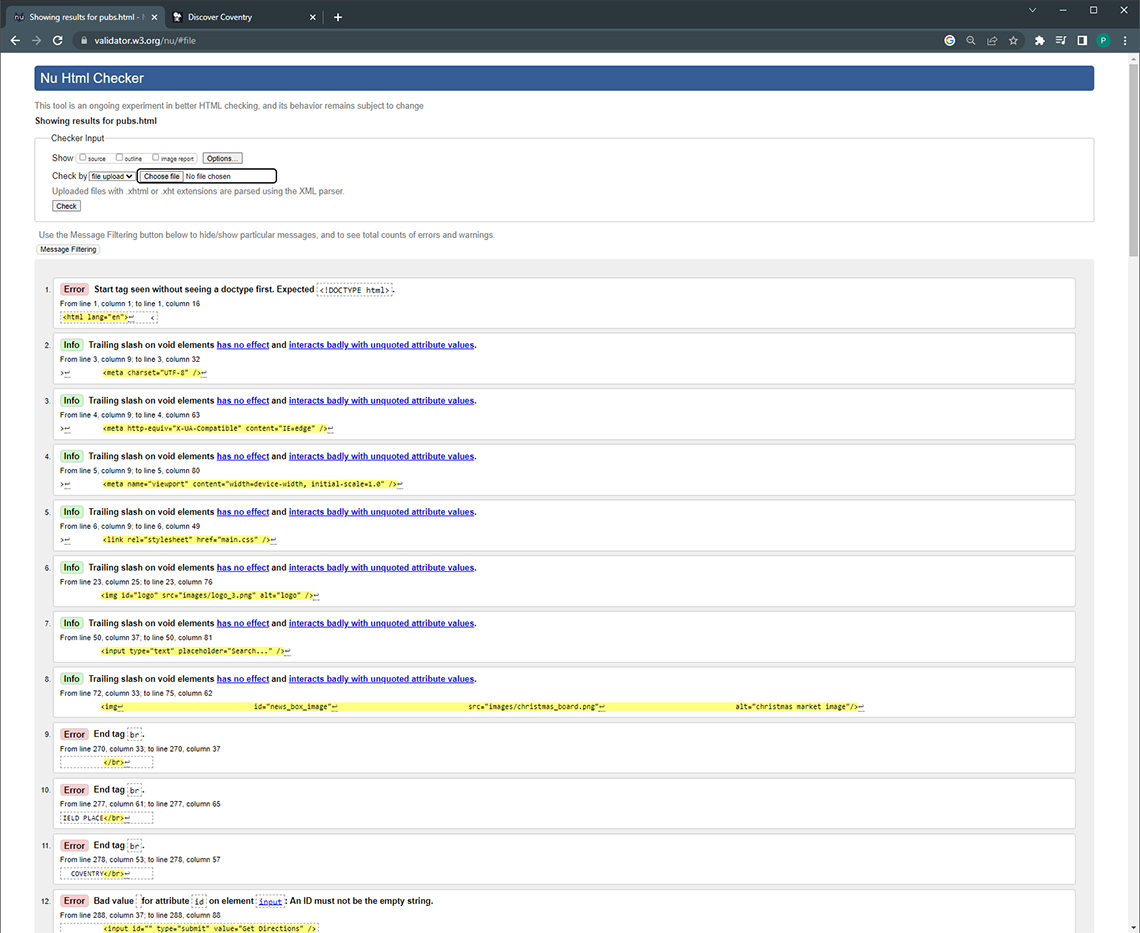 Showing results for pubs.html - N
Discover Coventry
validator.w3.org/nu/#file
P
Nu Html Checker
This tool is an ongoing experiment in better HTML checking, and its behavior remains subject to change
Showing results for pubs.html
Checker Input
Show source outline image report Options...
Check by file upload Choose file No file chosen
Uploaded files with .xhtml or .xht extensions are parsed using the XML parser.
Check
Use the Message Filtering button below to hide/show particular messages, and to see total counts of errors and warnings.
Message Filtering
1. Error Start tag seen without seeing a doctype first. Expected <!DOCTYPE html>.
From line 1, column 1; to line 1, column 16
<html lang="en">↩ <
2. Info Trailing slash on void elements has no effect and interacts badly with unquoted attribute values.
From line 3, column 9; to line 3, column 32
>↩ <meta charset="UTF-8" />↩
3. Info Trailing slash on void elements has no effect and interacts badly with unquoted attribute values.
From line 4, column 9; to line 4, column 63
>↩ <meta http-equiv="X-UA-Compatible" content="IE=edge" />↩
4. Info Trailing slash on void elements has no effect and interacts badly with unquoted attribute values.
From line 5, column 9; to line 5, column 80
>↩ <meta name="viewport" content="width=device-width, initial-scale=1.0" />↩
5. Info Trailing slash on void elements has no effect and interacts badly with unquoted attribute values.
From line 6, column 9; to line 6, column 49
>↩ <link rel="stylesheet" href="main.css" />↩
6. Info Trailing slash on void elements has no effect and interacts badly with unquoted attribute values.
From line 23, column 25; to line 23, column 76
<img id="logo" src="images/logo_3.png" alt="logo" />↩
7. Info Trailing slash on void elements has no effect and interacts badly with unquoted attribute values.
From line 50, column 37; to line 50, column 81
<input type="text" placeholder="Search..." />↩
8. Info Trailing slash on void elements has no effect and interacts badly with unquoted attribute values.
From line 72, column 33; to line 75, column 62
<img↩ id="news_box_image"↩ src="images/christmas_board.png"↩ alt="christmas market image"/>↩
9. Error End tag br.
From line 270, column 33; to line 270, column 37
</br>↩
10. Error End tag br.
From line 277, column 61; to line 277, column 65
IELD PLACE</br>↩
11. Error End tag br.
From line 278, column 53; to line 278, column 57
COVENTRY</br>↩
12. Error Bad value for attribute id on element input: An ID must not be the empty string.
From line 288, column 37; to line 288, column 88
<input id="" type="submit" value="Get Directions" />